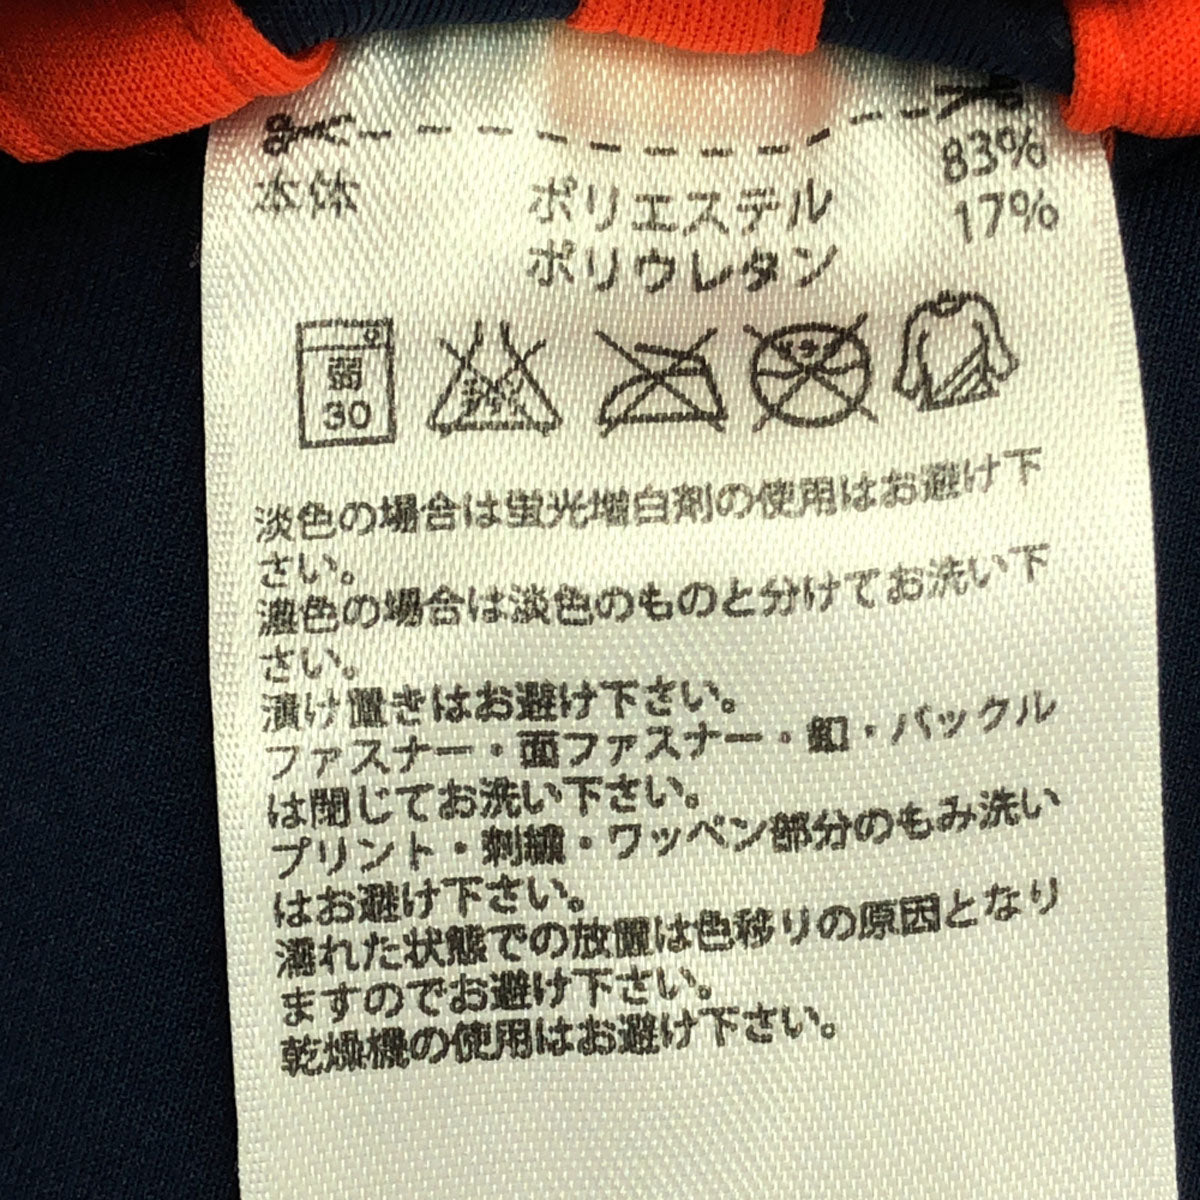 本体 ポリエステル 83%
ポリウレタン 17%
弱
30
淡色の場合は蛍光増白剤の使用はお避け下
さい。
濃色の場合は淡色のものと分けてお洗い下
さい。
漬け置きはお避け下さい。
ファスナー・面ファスナー・釦・バックル
は閉じてお洗い下さい。
プリント・刺繍・ワッペン部分のもみ洗い
はお避け下さい。
濡れた状態での放置は色移りの原因となり
ますのでお避け下さい。
乾燥機の使用はお避け下さい。